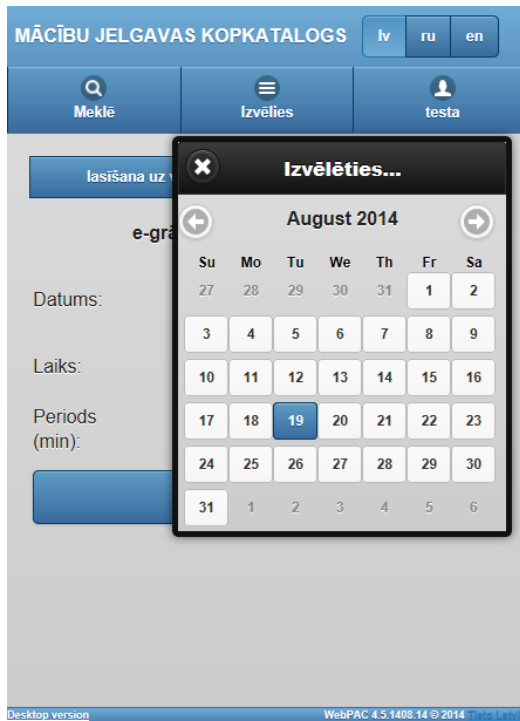 MĀCĪBU JELGAVAS KOPKATALOGS lv ru en
Meklē Izvēlies testa
Izvēlēties...
lasīšana uz
August 2014
Su Mo Tu We Th Fr Sa
27 28 29 30 31 1 2
Datums:
3 4 5 6 7 8 9
Laiks:
10 11 12 13 14 15 16
Periods
(min):
17 18 19 20 21 22 23
24 25 26 27 28 29 30
31 1 2 3 4 5 6
Desktop version WebPAC 4.5.1408.14 © 2014 Tieto